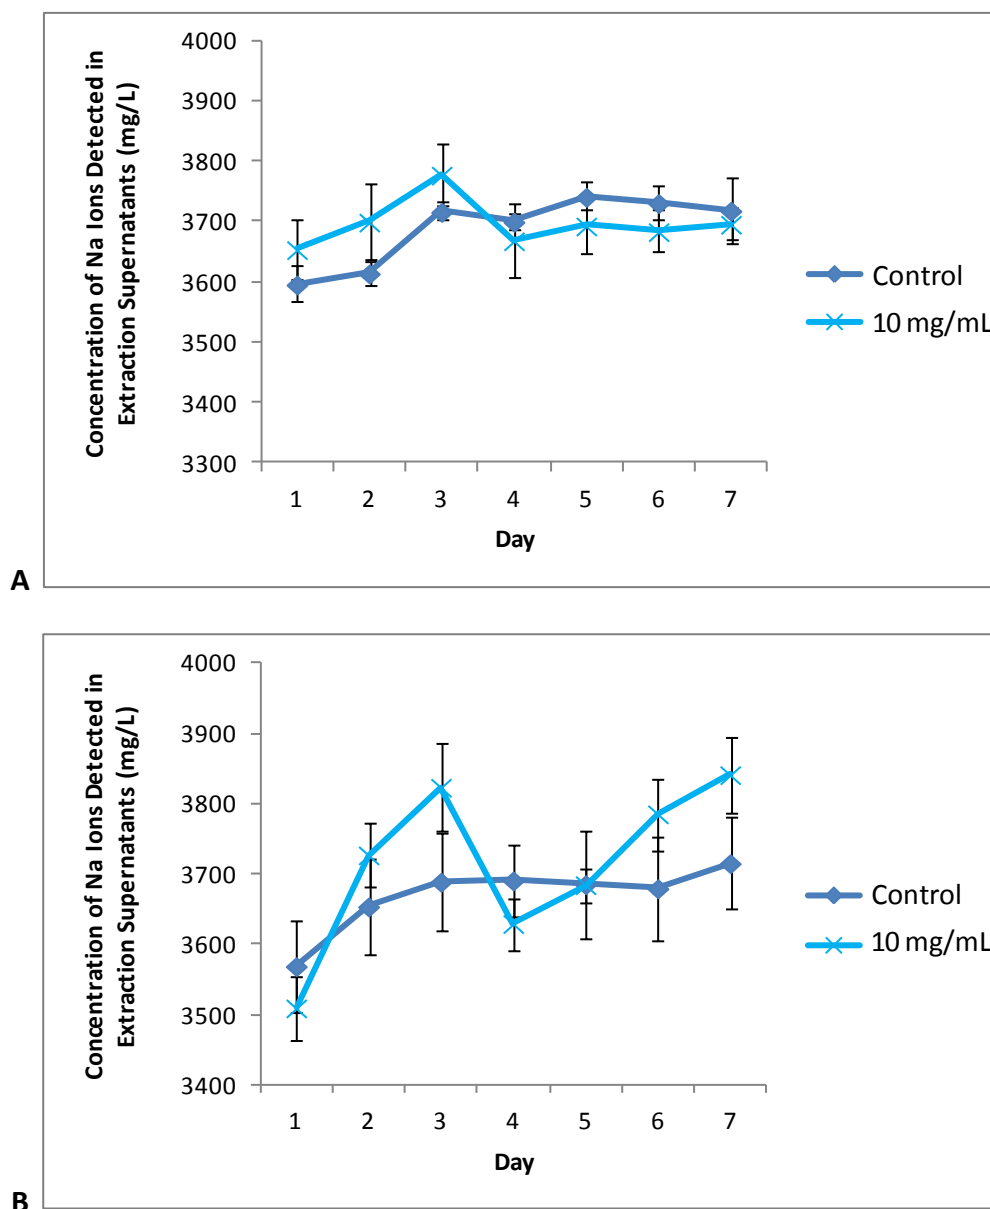 Concentration of Na Ions Detected in
Extraction Supernatants (mg/L)
4000
3900
3800
3700
3600
3500
3400
3300
1 2 3 4 5 6 7
Day
Control
10 mg/mL
A
Concentration of Na Ions Detected in
Extraction Supernatants (mg/L)
4000
3900
3800
3700
3600
3500
3400
1 2 3 4 5 6 7
Day
Control
10 mg/mL
B